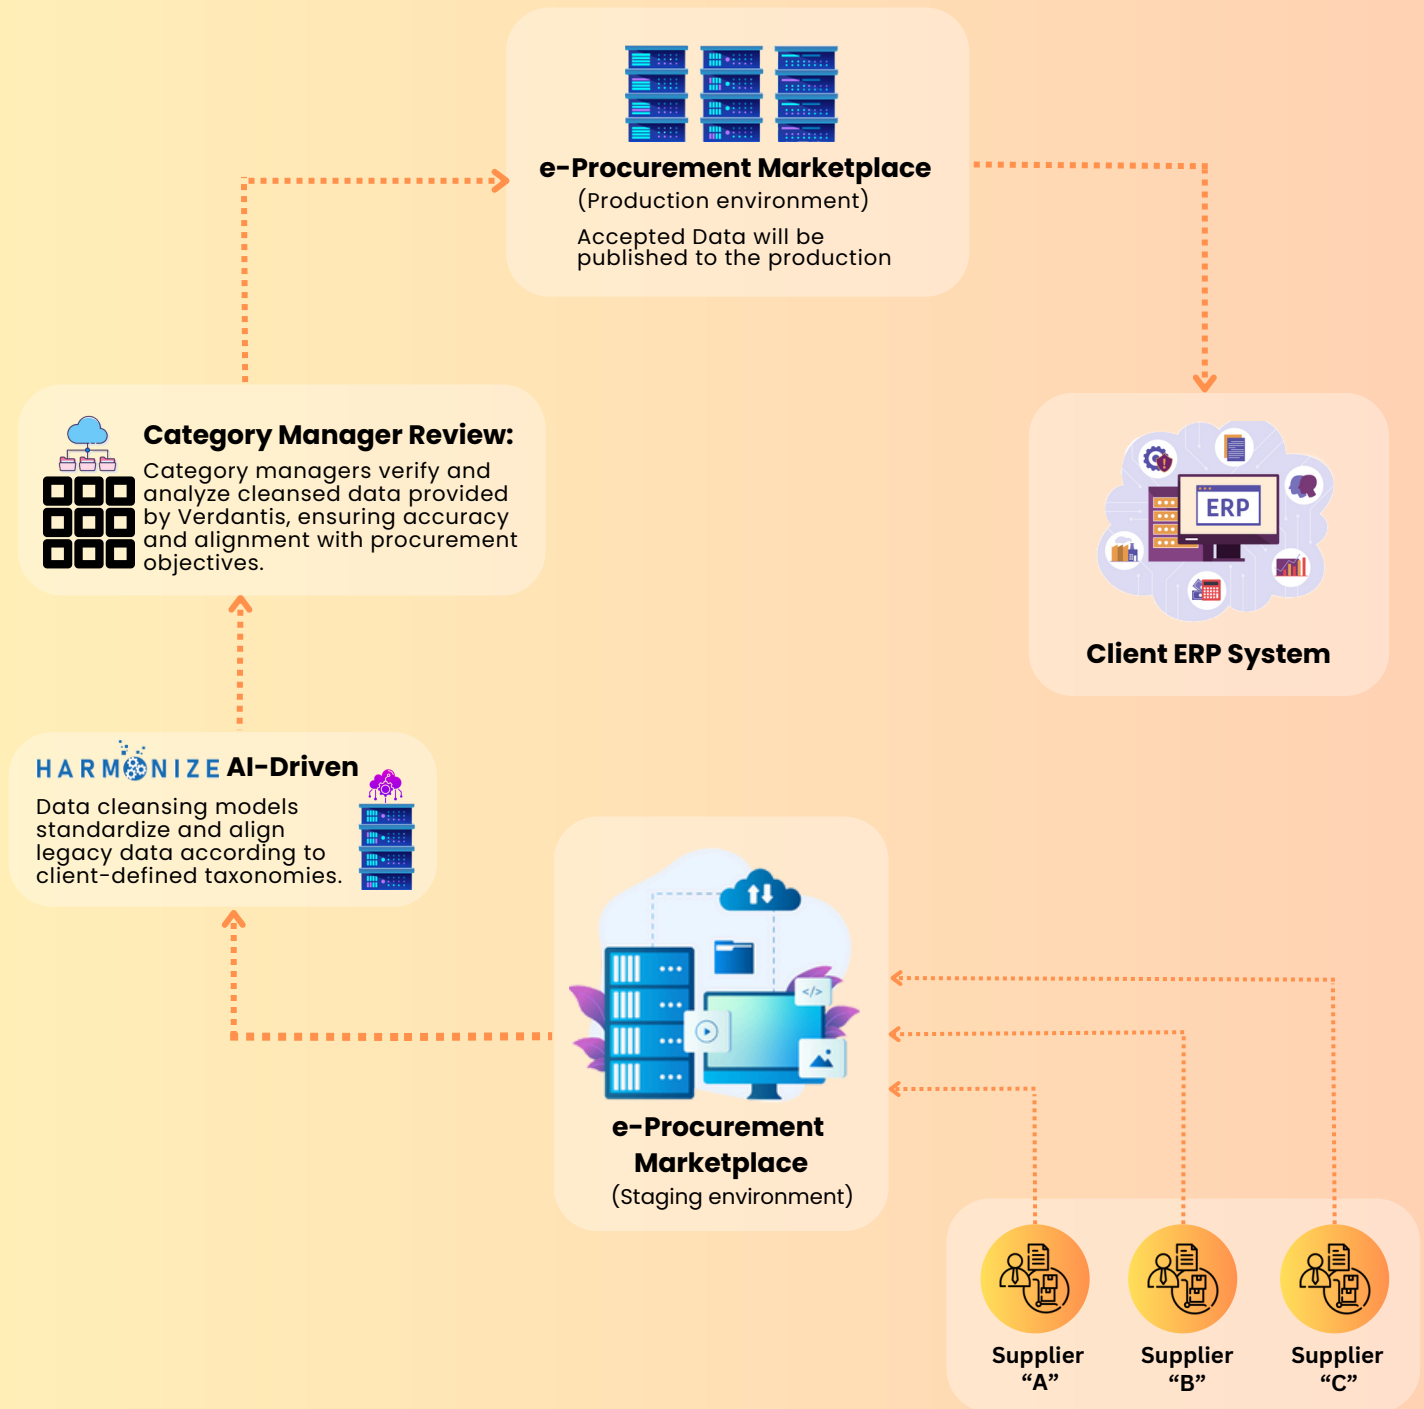 e-Procurement Marketplace
(Production environment)
Accepted Data will be
published to the production
Category Manager Review:
Category managers verify and
analyze cleansed data provided
by Verdantis, ensuring accuracy
and alignment with procurement
objectives.
ERP
Client ERP System
HARMONIZE AI-Driven
Data cleansing models
standardize and align
legacy data according to
client-defined taxonomies.
</>
e-Procurement
Marketplace
(Staging environment)
Supplier
“A”
Supplier
“B”
Supplier
“C”